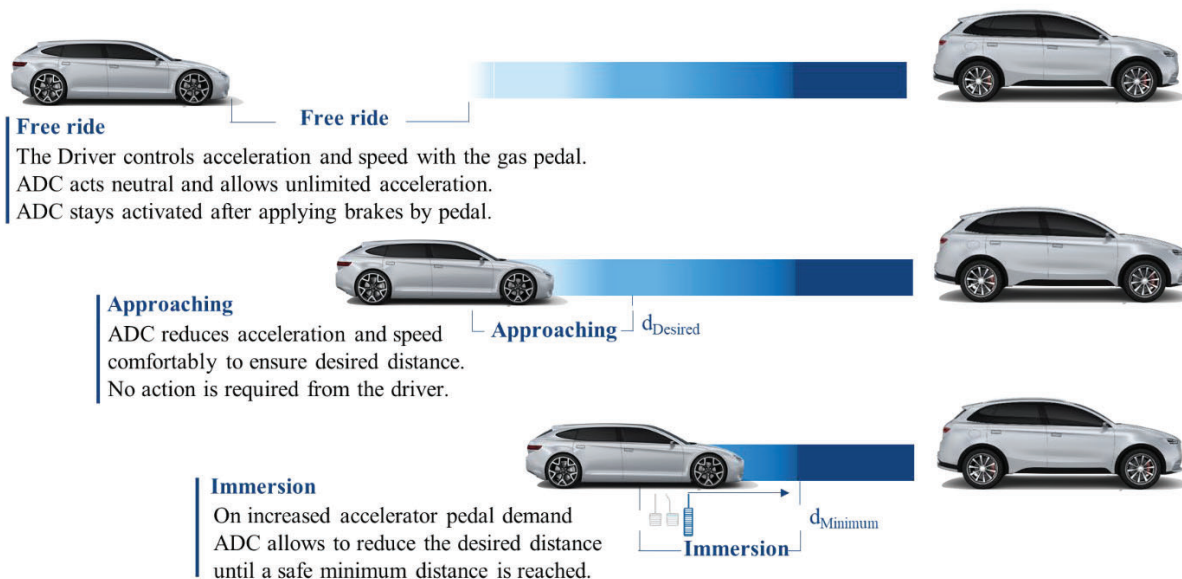 Free ride
Free ride
The Driver controls acceleration and speed with the gas pedal.
ADC acts neutral and allows unlimited acceleration.
ADC stays activated after applying brakes by pedal.
Approaching
Approaching
d_Desired
ADC reduces acceleration and speed
comfortably to ensure desired distance.
No action is required from the driver.
Immersion
On increased accelerator pedal demand
ADC allows to reduce the desired distance
until a safe minimum distance is reached.
d_Minimum
Immersion